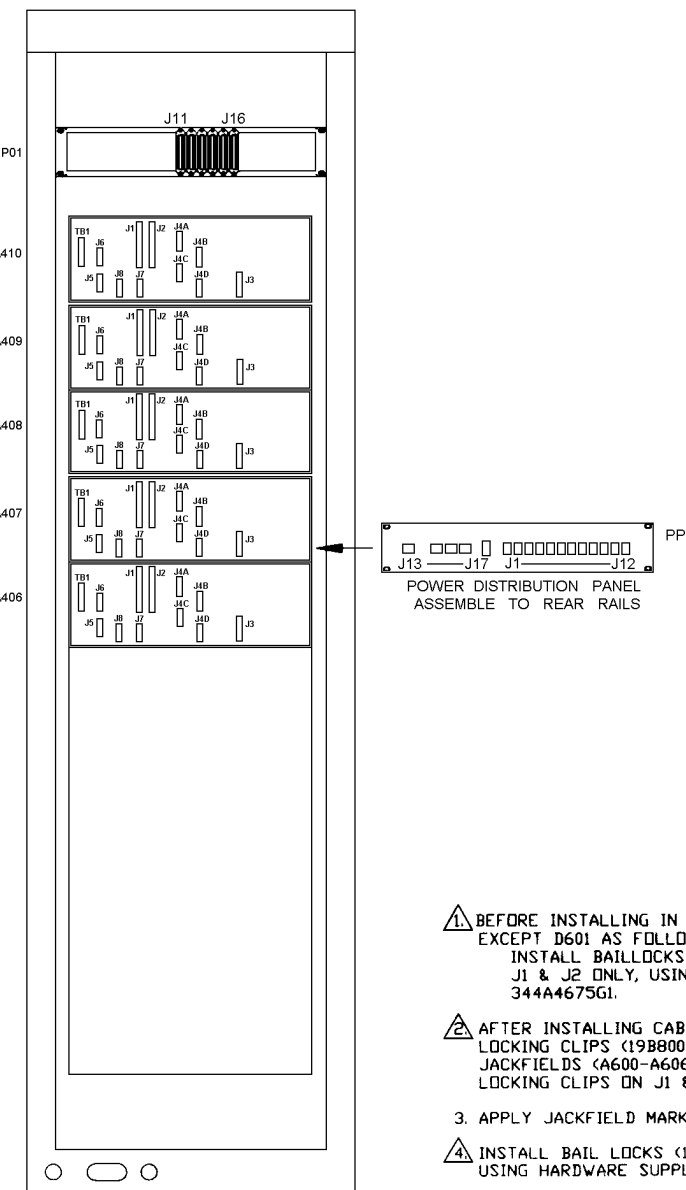 J11 J16
P01
410
TB1 J6 J1 J2 J4A J4B
J5 J8 J7 J4C J4D J3
409
TB1 J6 J1 J2 J4A J4B
J5 J8 J7 J4C J4D J3
408
TB1 J6 J1 J2 J4A J4B
J5 J8 J7 J4C J4D J3
407
TB1 J6 J1 J2 J4A J4B
J5 J8 J7 J4C J4D J3
406
TB1 J6 J1 J2 J4A J4B
J5 J8 J7 J4C J4D J3
PP
J13 J17 J1 J12
POWER DISTRIBUTION PANEL
ASSEMBLE TO REAR RAILS
1. BEFORE INSTALLING IN
EXCEPT D601 AS FOLLO
INSTALL BAILLOCKS
J1 & J2 ONLY, USIN
344A4675G1.
2. AFTER INSTALLING CAB
LOCKING CLIPS (19B800
JACKFIELDS (A600-A606
LOCKING CLIPS ON J1 &
3. APPLY JACKFIELD MARK
4. INSTALL BAIL LOCKS (1
USING HARDWARE SUPPL